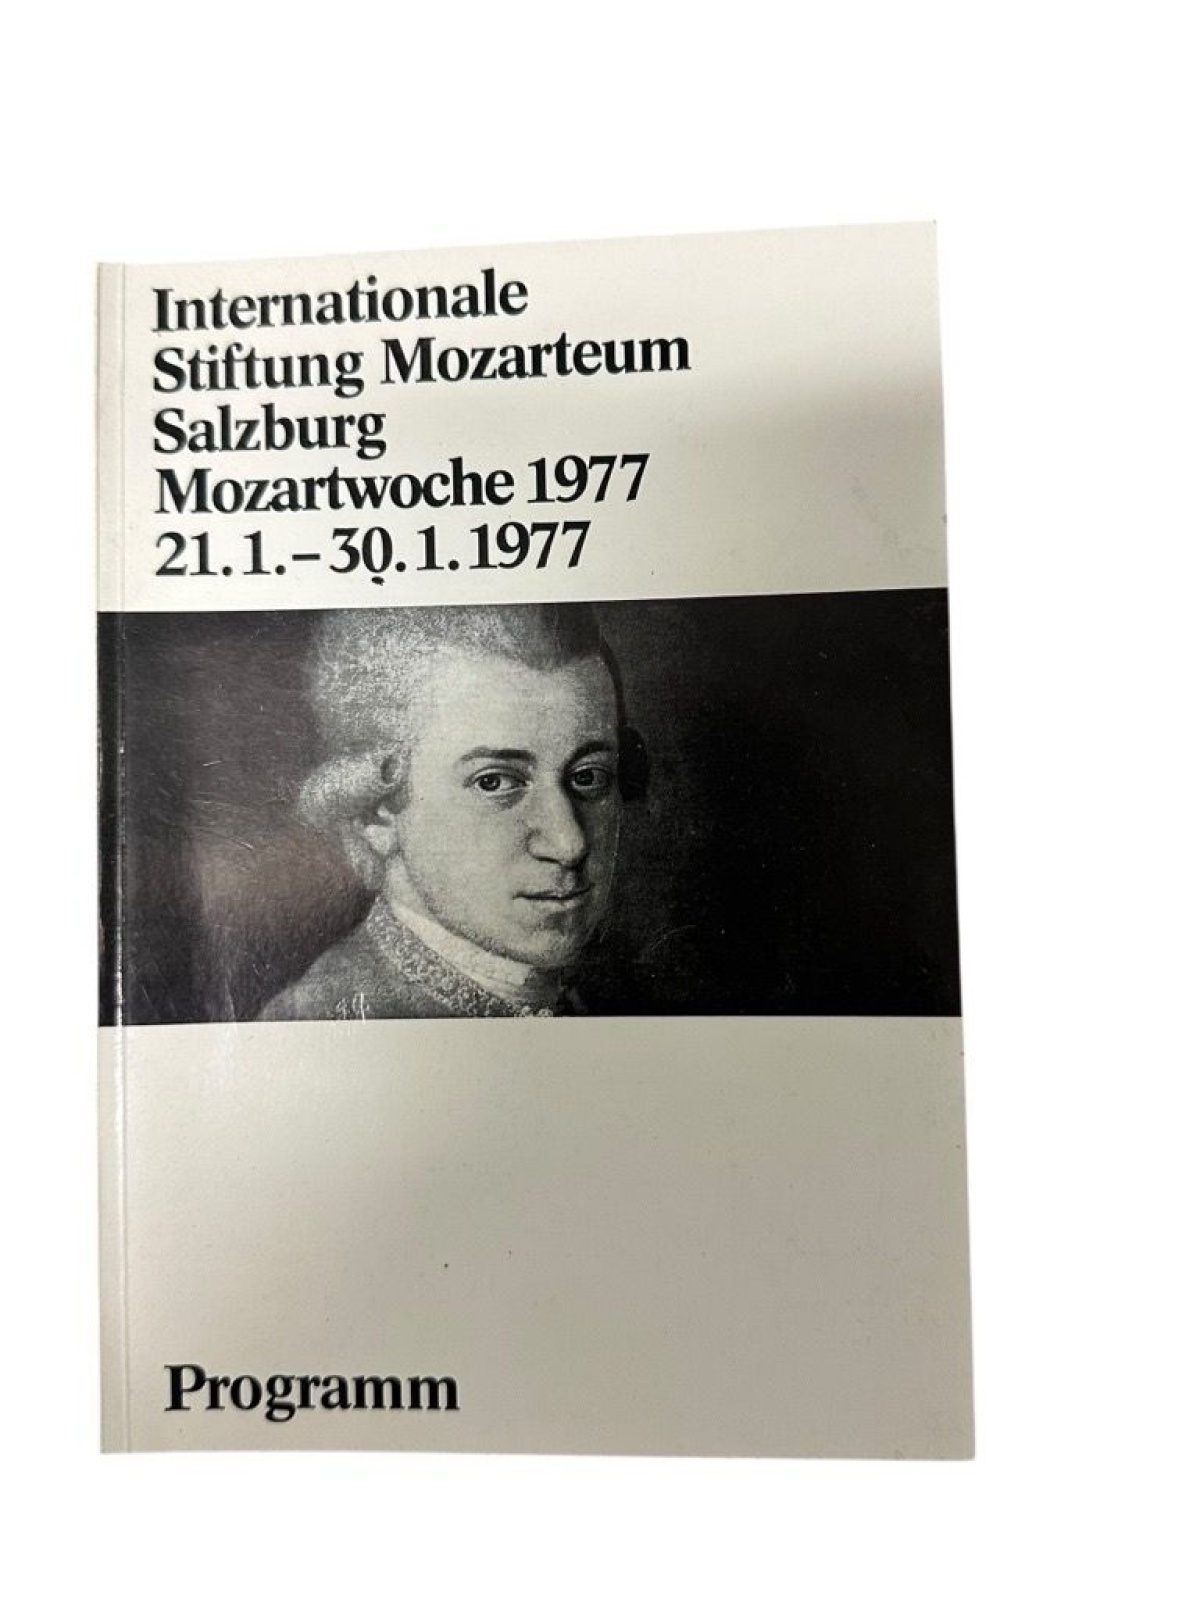 Internationale
Stiftung Mozarteum
Salzburg
Mozartwoche 1977
21.1.–30.1.1977
Programm